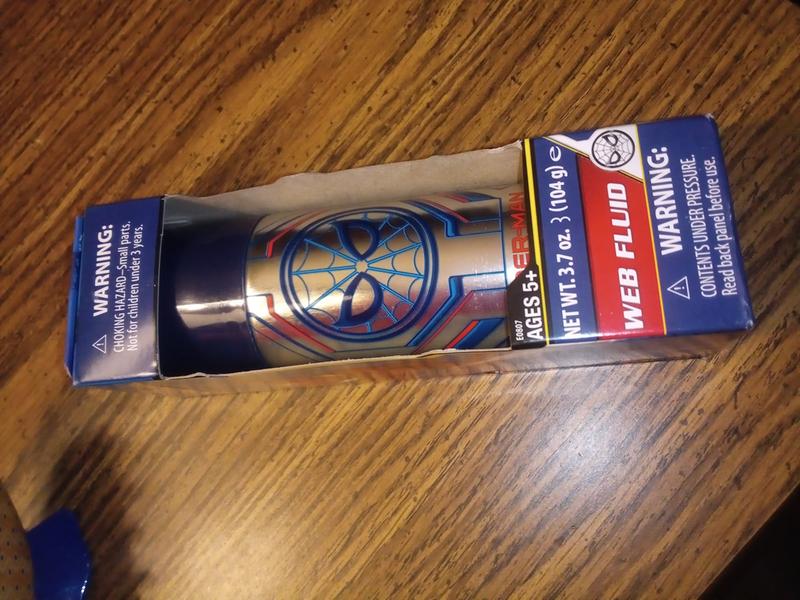 WARNING:
CHOKING HAZARD–Small parts.
Not for children under 3 years.
ER-MAN
E0807
AGES 5+
NET WT. 3.7 oz. (104 g) e
WEB FLUID
WARNING:
CONTENTS UNDER PRESSURE.
Read back panel before use.